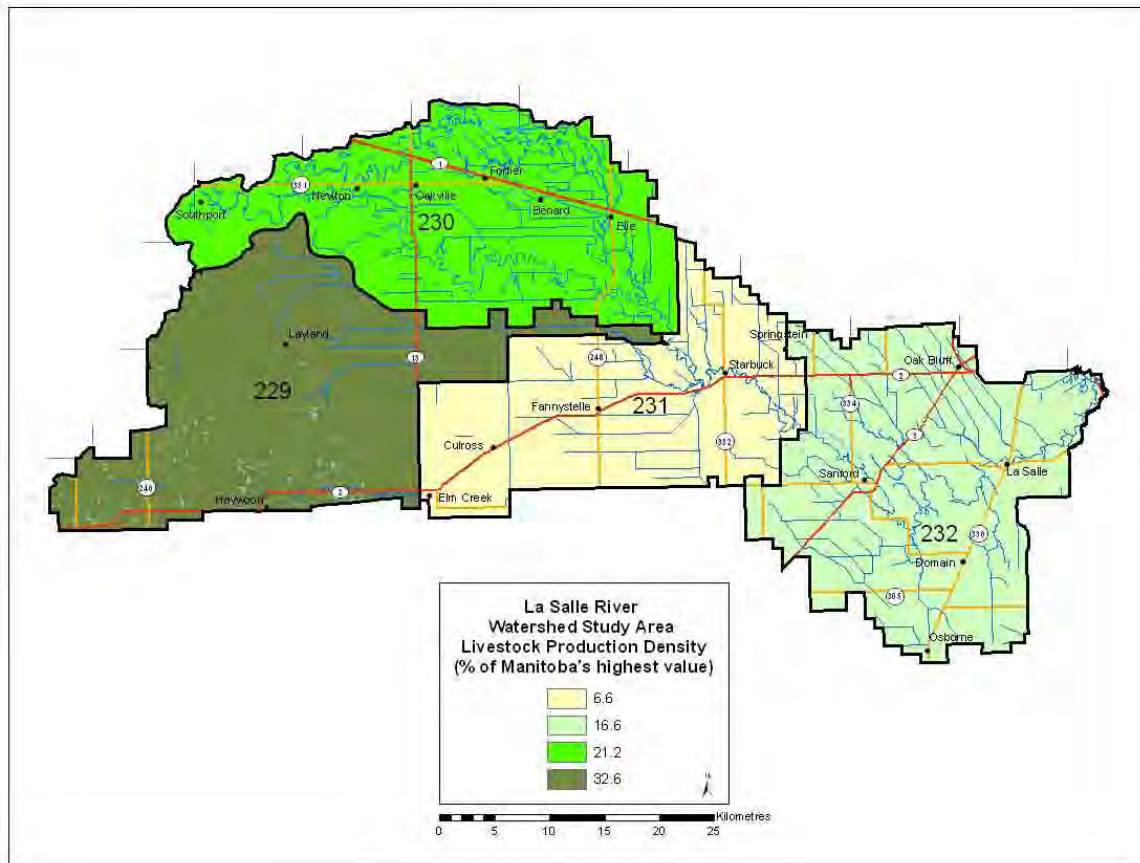 1
Fortier
331
Newton
Oakville
Southport
Benard
230
Elie
Layland
13
248
Springstein
Starbuck
Oak Bluff
2
229
Fannystelle
231
334
3
Culross
332
La Salle
Sanford
240
Haywood
2
Elm Creek
232
330
Domain
305
Osborne
La Salle River
Watershed Study Area
Livestock Production Density
(% of Manitoba's highest value)
6.6
16.6
21.2
32.6
N
Kilometres
0 5 10 15 20 25